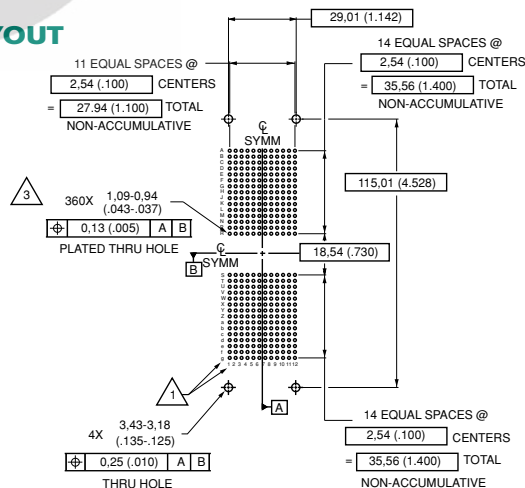 YOUT
29,01 (1.142)
11 EQUAL SPACES @
2,54 (.100) CENTERS
= 27.94 (1.100) TOTAL
NON-ACCUMULATIVE
14 EQUAL SPACES @
2,54 (.100) CENTERS
= 35,56 (1.400) TOTAL
NON-ACCUMULATIVE
CL
SYMM
A
B
C
D
E
F
G
H
J
K
L
M
N
P
R
115,01 (4.528)
3
360X 1,09-0,94
(.043-.037)
0,13 (.005) A B
PLATED THRU HOLE
CL
SYMM
B
18,54 (.730)
S
T
U
V
W
X
Y
Z
a
b
c
d
e
f
g
1 2 3 4 5 6 7 8 9 10 11 12
1
A
4X 3,43-3,18
(.135-.125)
0,25 (.010) A B
THRU HOLE
14 EQUAL SPACES @
2,54 (.100) CENTERS
= 35,56 (1.400) TOTAL
NON-ACCUMULATIVE